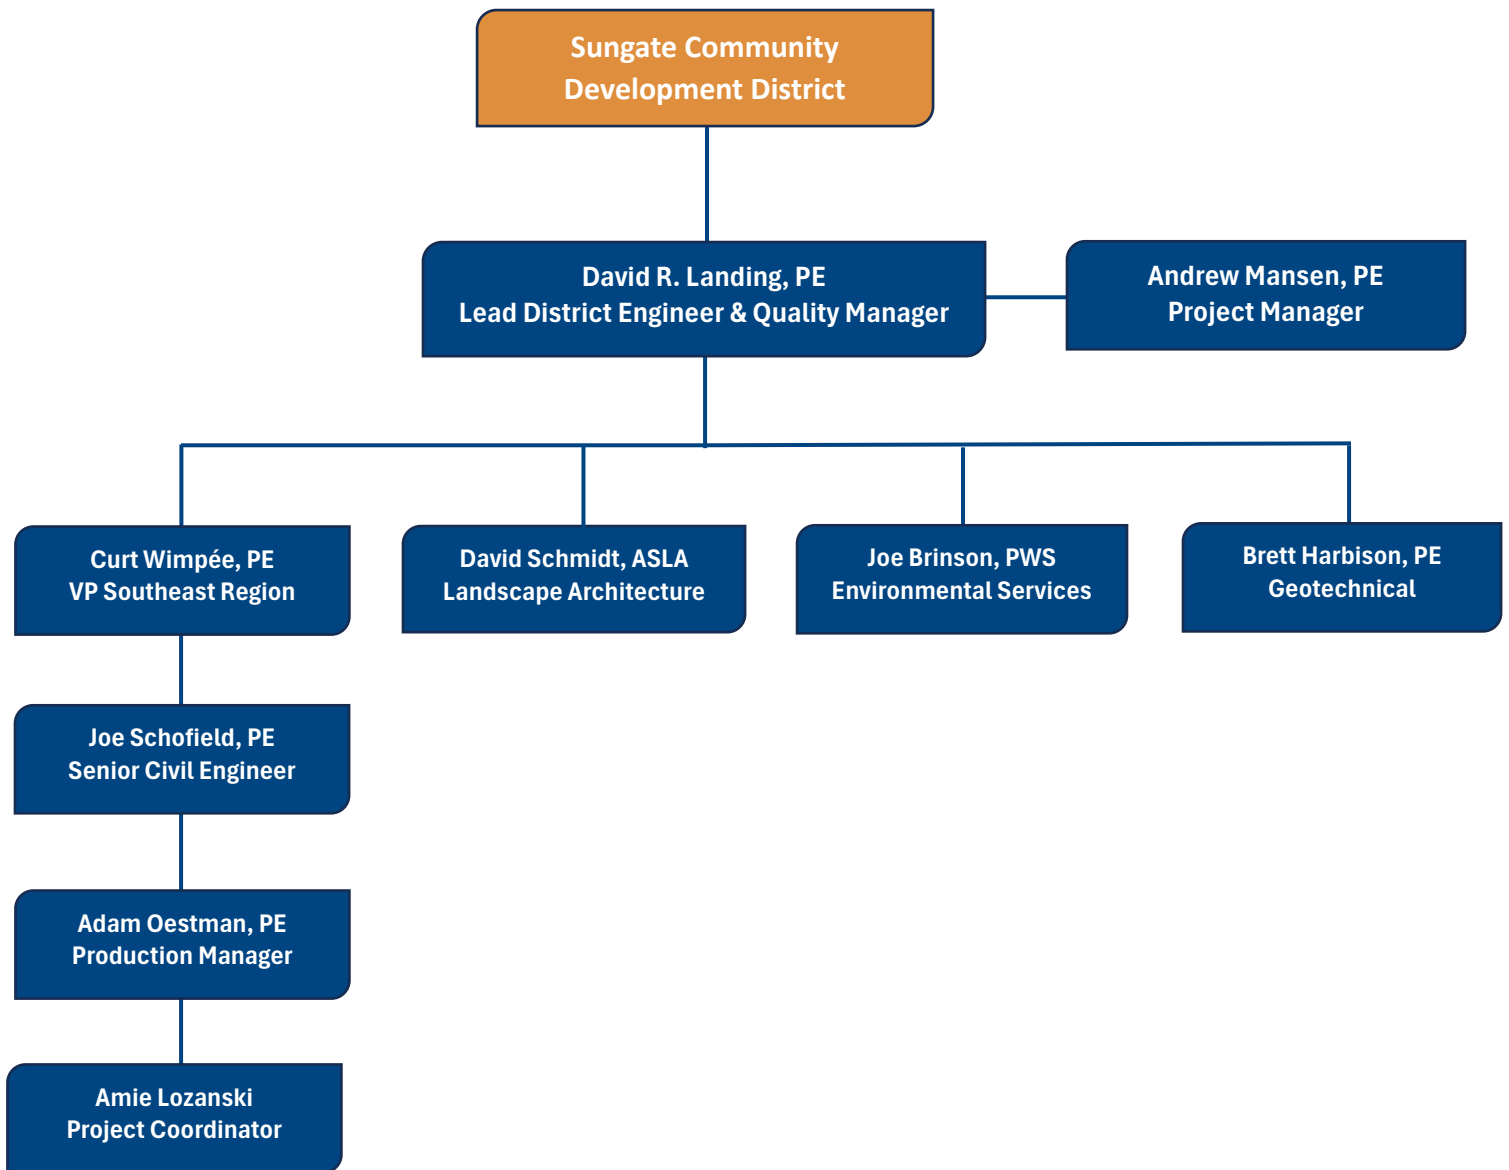 Sungate Community
Development District
David R. Landing, PE
Lead District Engineer & Quality Manager
Andrew Mansen, PE
Project Manager
Curt Wimpée, PE
VP Southeast Region
David Schmidt, ASLA
Landscape Architecture
Joe Brinson, PWS
Environmental Services
Brett Harbison, PE
Geotechnical
Joe Schofield, PE
Senior Civil Engineer
Adam Oestman, PE
Production Manager
Amie Lozanski
Project Coordinator